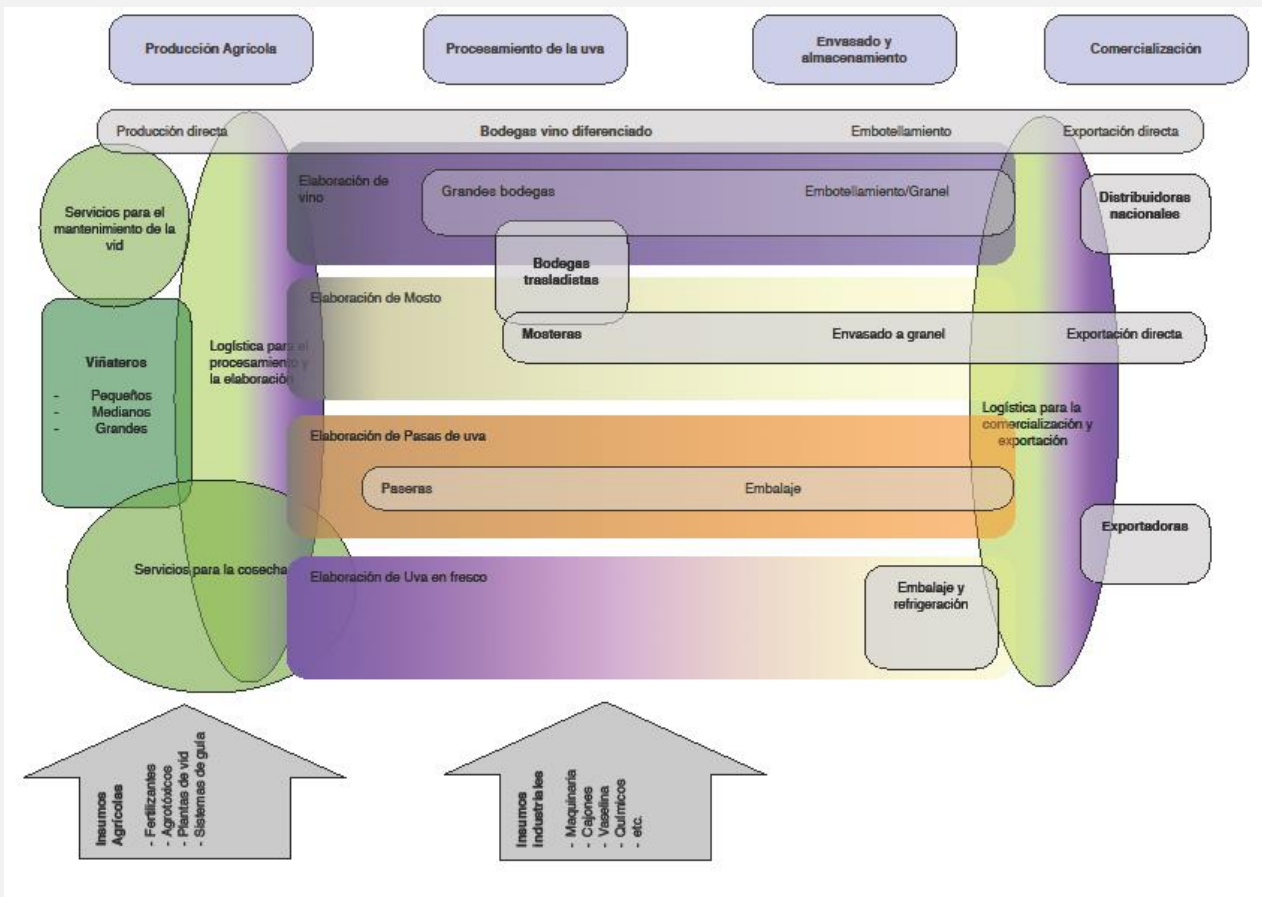 Producción Agrícola
Procesamiento de la uva
Envasado y
almacenamiento
Comercialización
Producción directa
Bodegas vino diferenciado
Embotellamiento
Exportación directa
Servicios para el
mantenimiento de la
vid
Elaboración de
vino
Grandes bodegas
Embotellamiento/Granel
Distribuidoras
nacionales
Bodegas
trasladistas
Elaboración de Mosto
Mosteras
Envasado a granel
Exportación directa
Viñateros
- Pequeños
- Medianos
- Grandes
Logística para el
procesamiento y
la elaboración
Logística para la
comercialización y
exportación
Elaboración de Pasas de uva
Paseras
Embalaje
Exportadoras
Servicios para la cosecha
Elaboración de Uva en fresco
Embalaje y
refrigeración
Insumos
Agrícolas
- Fertilizantes
- Agrotóxicos
- Plantas de vid
- Sistemas de guía
Insumos
industriales
- Maquinaria
- Cajones
- Vaselina
- Químicos
- etc.